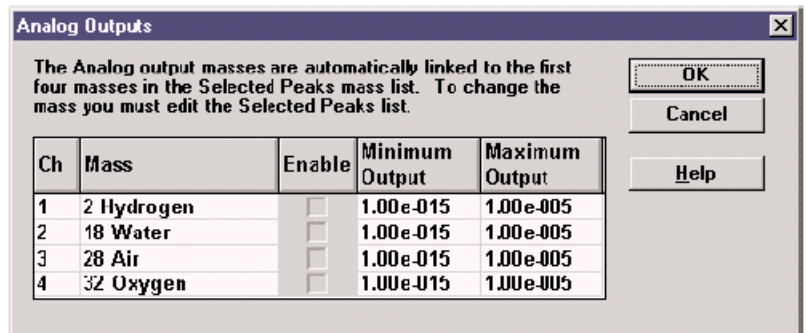 Analog Outputs
The Analog output masses are automatically linked to the first
four masses in the Selected Peaks mass list. To change the
mass you must edit the Selected Peaks list.
OK
Cancel
Help
Ch Mass Enable Minimum Output Maximum Output
1 2 Hydrogen 1.00e-015 1.00e-005
2 18 Water 1.00e-015 1.00e-005
3 28 Air 1.00e-015 1.00e-005
4 32 Oxygen 1.00e-015 1.00e-005